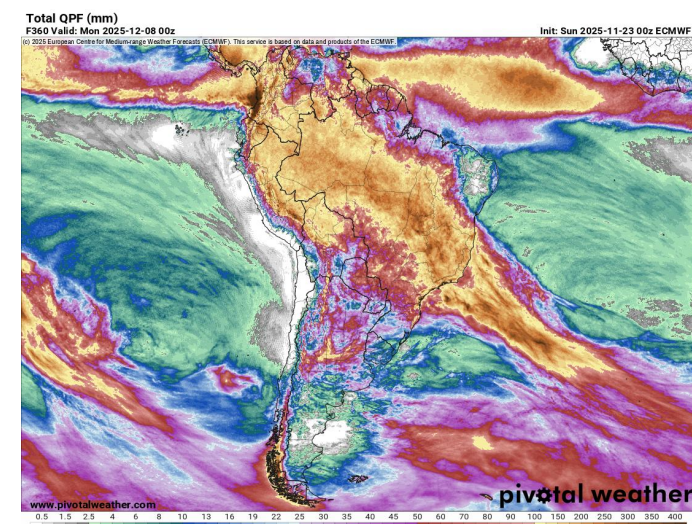 Total QPF (mm)
F360 Valid: Mon 2025-12-08 00z
Init: Sun 2025-11-23 00z ECMWF
(c) 2025 European Centre for Medium-range Weather Forecasts (ECMWF). This service is based on data and products of the ECMWF.
pivotal weather
www.pivotalweather.com
0.5 1.5 2.5 4 6 8 10 13 16 19 22 25 30 35 40 45 50 60 70 80 100 150 200 250 300 350 400